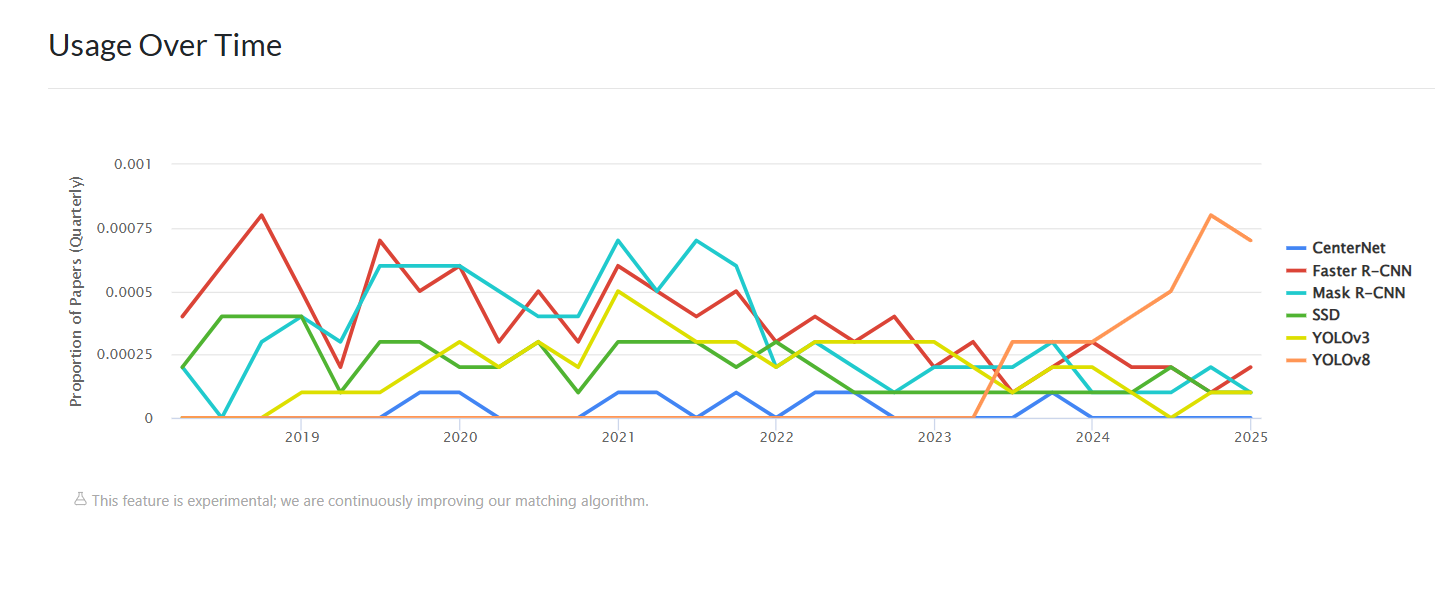 Usage Over Time
Proportion of Papers (Quarterly)
0.001
0.00075
0.0005
0.00025
0
2019 2020 2021 2022 2023 2024 2025
CenterNet
Faster R-CNN
Mask R-CNN
SSD
YOLOv3
YOLOv8
This feature is experimental; we are continuously improving our matching algorithm.